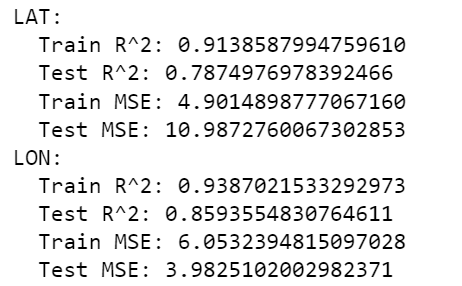 LAT:
Train R^2: 0.9138587994759610
Test R^2: 0.7874976978392466
Train MSE: 4.9014898777067160
Test MSE: 10.9872760067302853
LON:
Train R^2: 0.9387021533292973
Test R^2: 0.8593554830764611
Train MSE: 6.0532394815097028
Test MSE: 3.9825102002982371